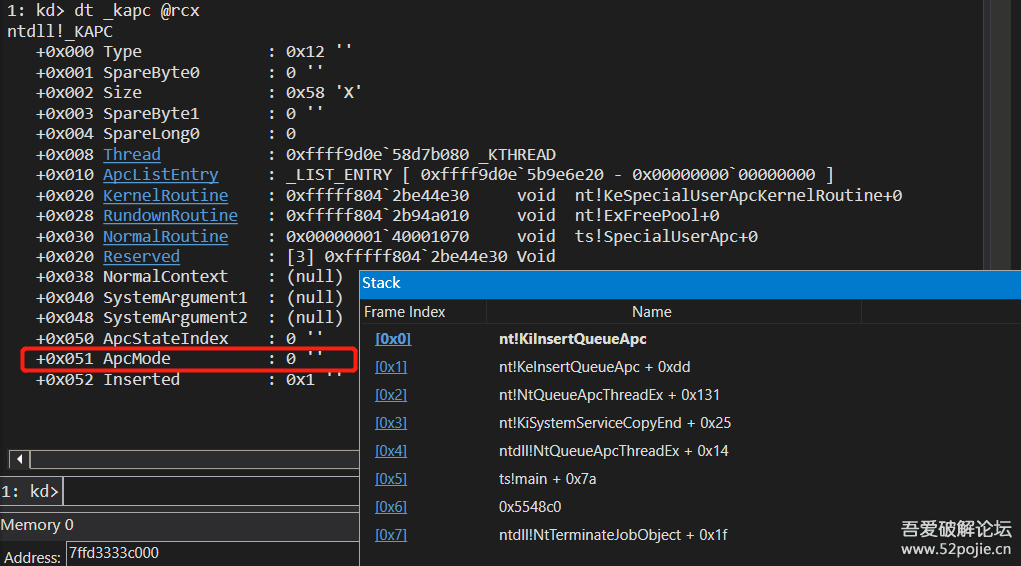 1: kd> dt _kapc @rcx
ntdll!_KAPC
+0x000 Type : 0x12 ''
+0x001 SpareByte0 : 0 ''
+0x002 Size : 0x58 'X'
+0x003 SpareByte1 : 0 ''
+0x004 SpareLong0 : 0
+0x008 Thread : 0xffff9d0e`58d7b080 _KTHREAD
+0x010 ApcListEntry : _LIST_ENTRY [ 0xffff9d0e`5b9e6e20 - 0x00000000`00000000 ]
+0x020 KernelRoutine : 0xfffff804`2be44e30 void nt!KeSpecialUserApcKernelRoutine+0
+0x028 RundownRoutine : 0xfffff804`2b94a010 void nt!ExFreePool+0
+0x030 NormalRoutine : 0x00000001`40001070 void ts!SpecialUserApc+0
+0x020 Reserved : [3] 0xfffff804`2be44e30 Void
+0x038 NormalContext : (null)
+0x040 SystemArgument1 : (null)
+0x048 SystemArgument2 : (null)
+0x050 ApcStateIndex : 0 ''
+0x051 ApcMode : 0 ''
+0x052 Inserted : 0x1 ''
1: kd>
Memory 0
Address: 7ffd3333c000
Stack
Frame Index Name
[0x0] nt!KiInsertQueueApc
[0x1] nt!KeInsertQueueApc + 0xdd
[0x2] nt!NtQueueApcThreadEx + 0x131
[0x3] nt!KiSystemServiceCopyEnd + 0x25
[0x4] ntdll!NtQueueApcThreadEx + 0x14
[0x5] ts!main + 0x7a
[0x6] 0x5548c0
[0x7] ntdll!NtTerminateJobObject + 0x1f
吾爱破解论坛
www.52pojie.cn